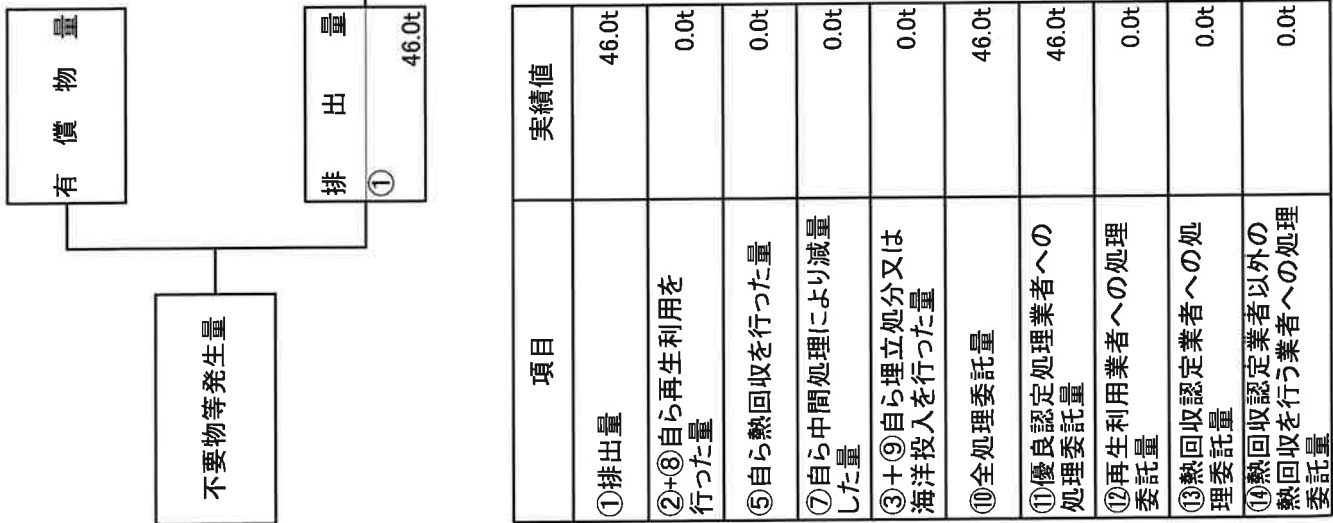 不要物等発生量
有償物量
排出量
①
46.0t
項目 実績値
①排出量 46.0t
②+⑧自ら再生利用を
行った量 0.0t
⑤自ら熱回収を行った量 0.0t
⑦自ら中間処理により減量
した量 0.0t
③+⑨自ら埋立処分又は
海洋投入を行った量 0.0t
⑩全処理委託量 46.0t
⑪優良認定処理業者への
処理委託量 46.0t
⑫再生利用業者への処理
委託量 0.0t
⑬熱回収認定業者への処
理委託量 0.0t
⑭熱回収認定業者以外の
熱回収を行う業者への処理
委託量 0.0t